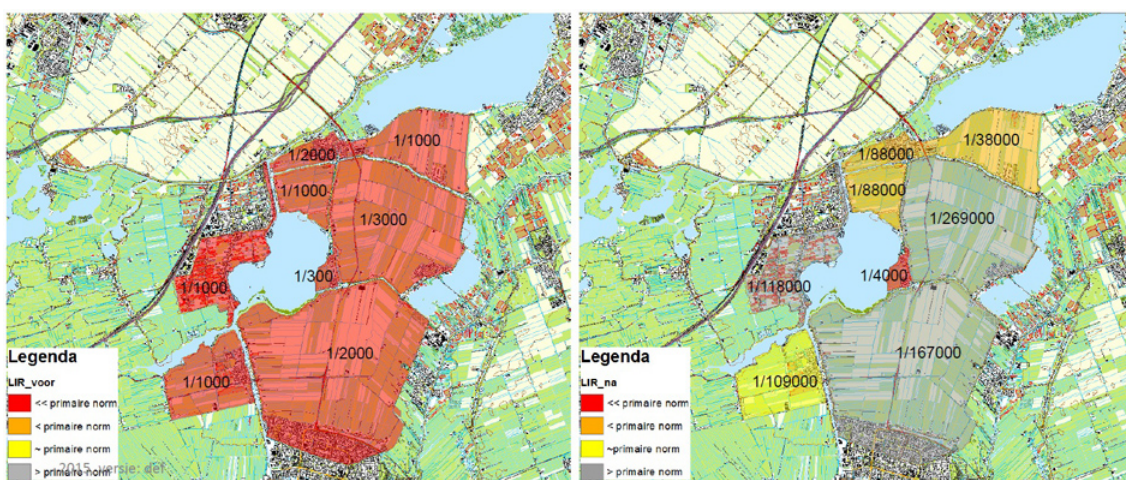 1/1000
1/2000
1/1000
1/3000
1/300
1/1000
1/2000
1/1000
Legenda
LIR_voor
<< primaire norm
< primaire norm
~ primaire norm
> primaire norm
2015 versie: def
1/38000
1/88000
1/88000
1/269000
1/4000
1/118000
1/167000
1/109000
Legenda
LIR_na
<< primaire norm
< primaire norm
~primaire norm
> primaire norm